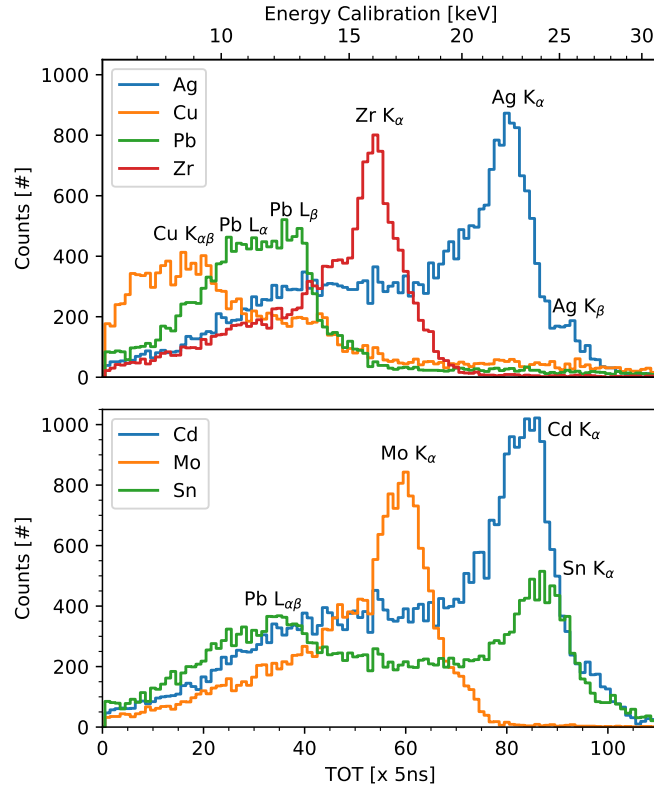 Energy Calibration [keV]
10 15 20 25 30
1000
800
600
400
200
0
Counts [#]
Ag
Cu
Pb
Zr
Cu Kαβ
Pb Lα
Pb Lβ
Zr Kα
Ag Kα
Ag Kβ
1000
800
600
400
200
0
Counts [#]
Cd
Mo
Sn
Pb Lαβ
Mo Kα
Cd Kα
Sn Kα
0 20 40 60 80 100
TOT [x 5ns]